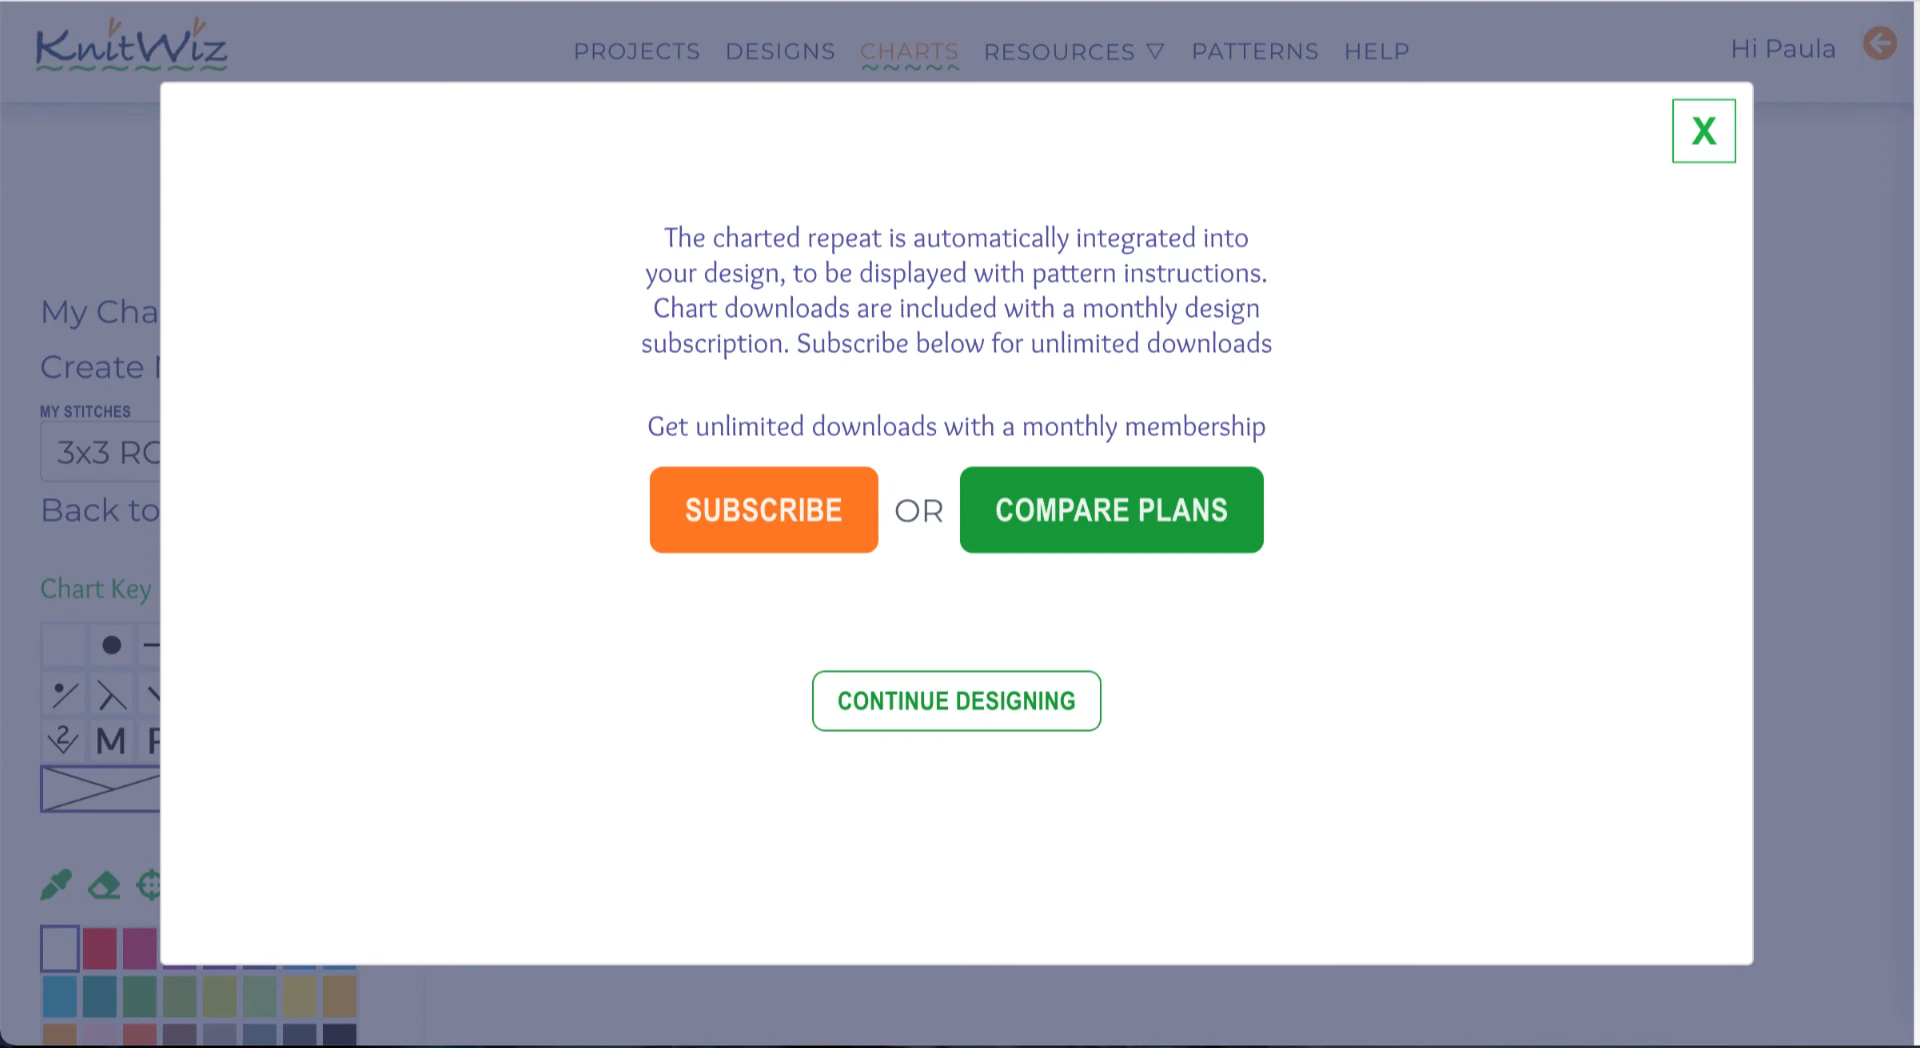 KnitWiz
PROJECTS DESIGNS CHARTS RESOURCES ▽ PATTERNS HELP
Hi Paula
X
The charted repeat is automatically integrated into
your design, to be displayed with pattern instructions.
Chart downloads are included with a monthly design
subscription. Subscribe below for unlimited downloads
Get unlimited downloads with a monthly membership
SUBSCRIBE OR COMPARE PLANS
CONTINUE DESIGNING
My Cha
Create
MY STITCHES
3x3 RC
Back to
Chart Key
2 M